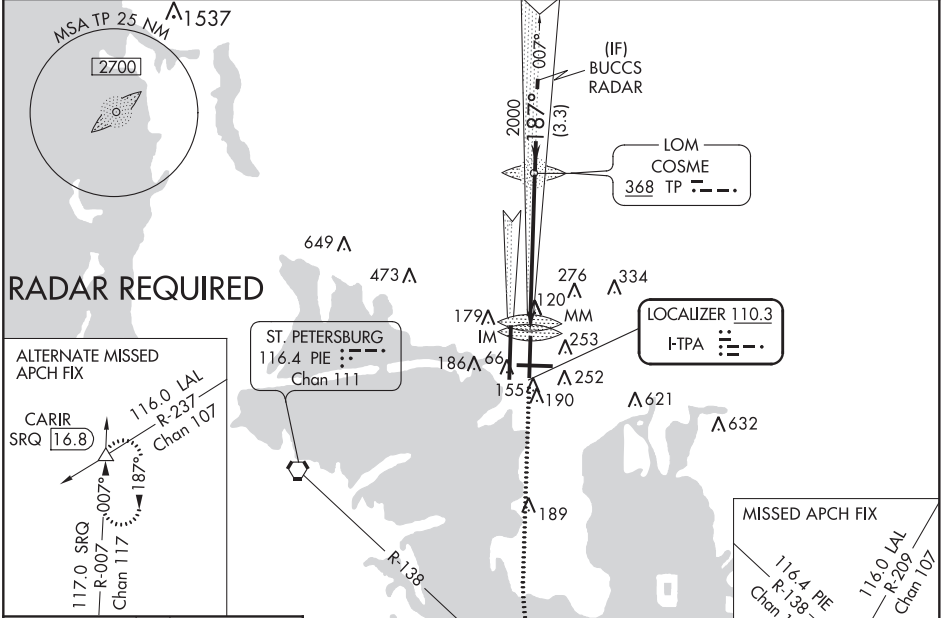 MSA TP 25 NM
1537
2700
007°
(IF)
BUCCS
RADAR
2000
187°
(3.3)
LOM
COSME
368 TP
649
473
RADAR REQUIRED
276
334
120
MM
179
IM
253
LOCALIZER 110.3
I-TPA
ST. PETERSBURG
116.4 PIE
Chan 111
186
66
252
155
190
621
632
ALTERNATE MISSED
APCH FIX
CARIR
SRQ 16.8
116.0 LAL
R-237
Chan 107
007°
187°
117.0 SRQ
R-007
Chan 117
189
R-138
MISSED APCH FIX
116.4 PIE
R-138
Chan
116.0 LAL
R-209
Chan 107